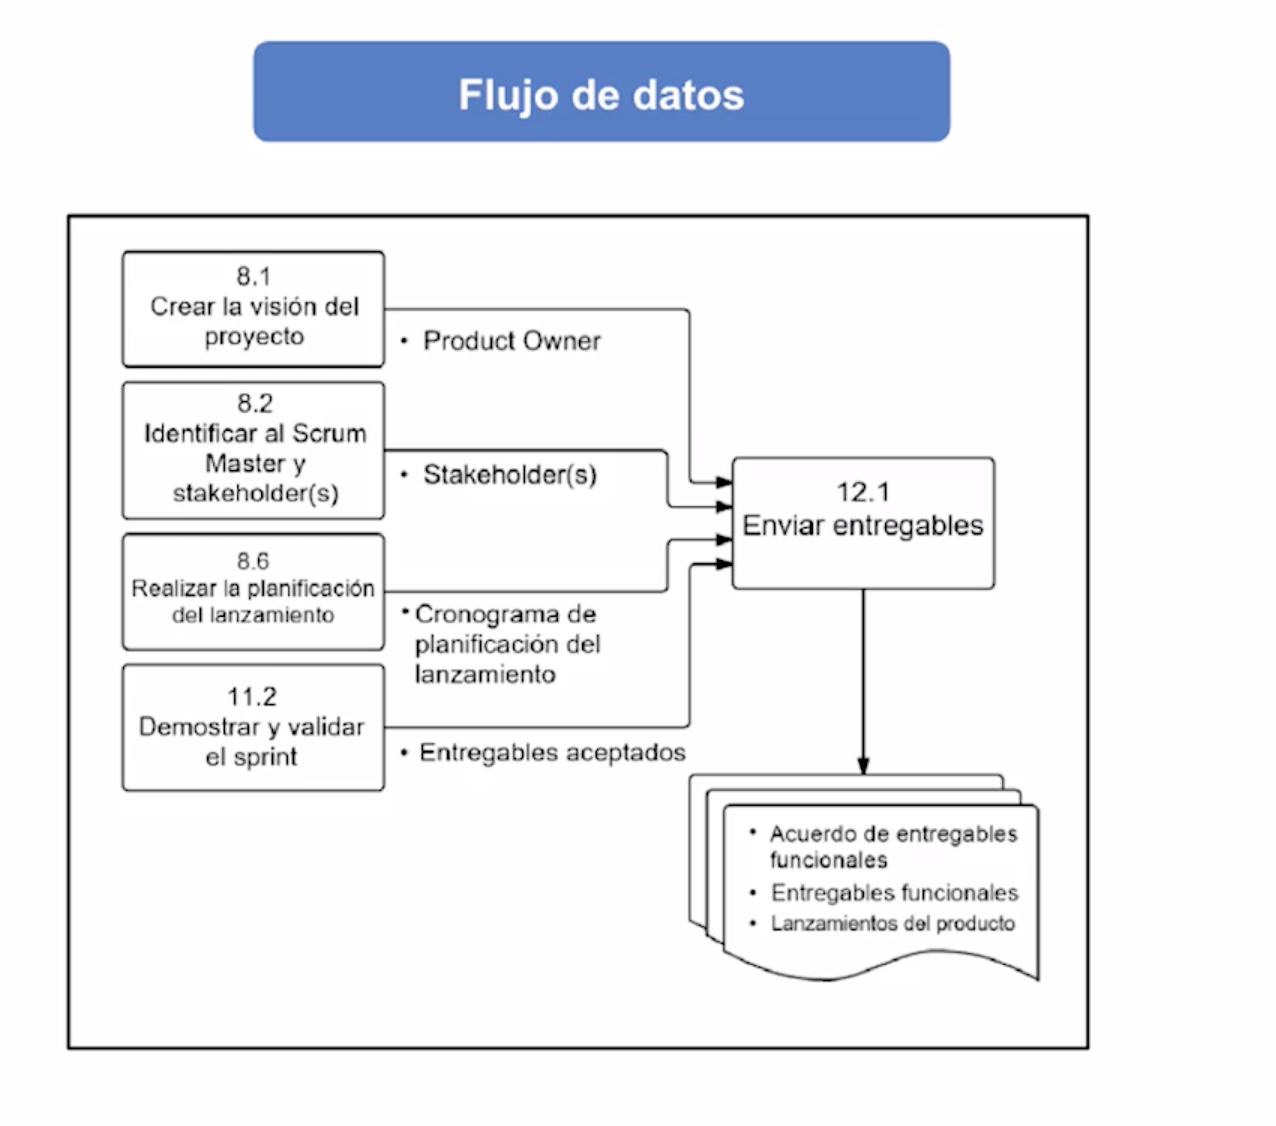 Flujo de datos
8.1
Crear la visión del
proyecto
• Product Owner
8.2
Identificar al Scrum
Master y
stakeholder(s)
• Stakeholder(s)
8.6
Realizar la planificación
del lanzamiento
• Cronograma de
planificación del
lanzamiento
11.2
Demostrar y validar
el sprint
• Entregables aceptados
12.1
Enviar entregables
• Acuerdo de entregables
funcionales
• Entregables funcionales
• Lanzamientos del producto